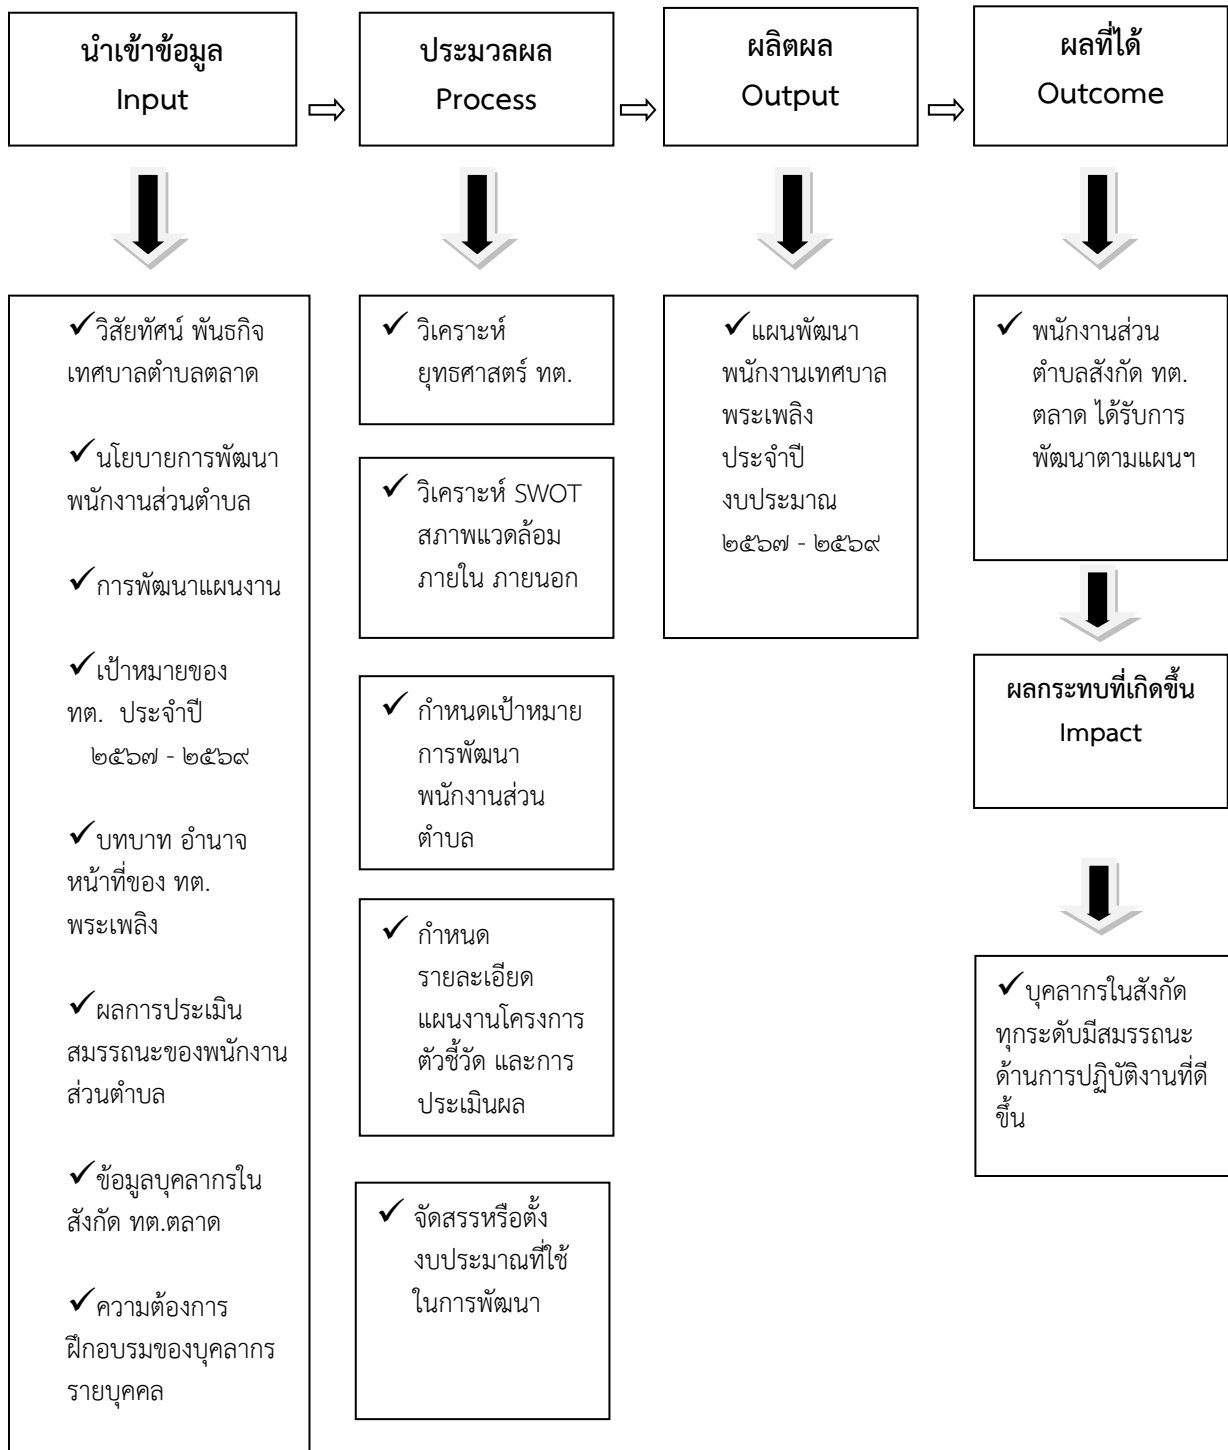 นำเข้าข้อมูล
Input
ประมวลผล
Process
ผลิตผล
Output
ผลที่ได้
Outcome
✓วิสัยทัศน์ พันธกิจ
เทศบาลตำบลตลาด
✓นโยบายการพัฒนา
พนักงานส่วนตำบล
✓การพัฒนาแผนงาน
✓เป้าหมายของ
ทต. ประจำปี
๒๕๖๗ - ๒๕๖๙
✓บทบาท อำนาจ
หน้าที่ของ ทต.
พระเพลิง
✓ผลการประเมิน
สมรรถนะของพนักงาน
ส่วนตำบล
✓ข้อมูลบุคลากรใน
สังกัด ทต.ตลาด
✓ความต้องการ
ฝึกอบรมของบุคลากร
รายบุคคล
✓ วิเคราะห์
ยุทธศาสตร์ ทต.
✓ วิเคราะห์ SWOT
สภาพแวดล้อม
ภายใน ภายนอก
✓ กำหนดเป้าหมาย
การพัฒนา
พนักงานส่วน
ตำบล
✓ กำหนด
รายละเอียด
แผนงานโครงการ
ตัวชี้วัด และการ
ประเมินผล
✓ จัดสรรหรือตั้ง
งบประมาณที่ใช้
ในการพัฒนา
✓แผนพัฒนา
พนักงานเทศบาล
พระเพลิง
ประจำปี
งบประมาณ
๒๕๖๗ - ๒๕๖๙
✓ พนักงานส่วน
ตำบลสังกัด ทต.
ตลาด ได้รับการ
พัฒนาตามแผนฯ
ผลกระทบที่เกิดขึ้น
Impact
✓บุคลากรในสังกัด
ทุกระดับมีสมรรถนะ
ด้านการปฏิบัติงานที่ดี
ขึ้น